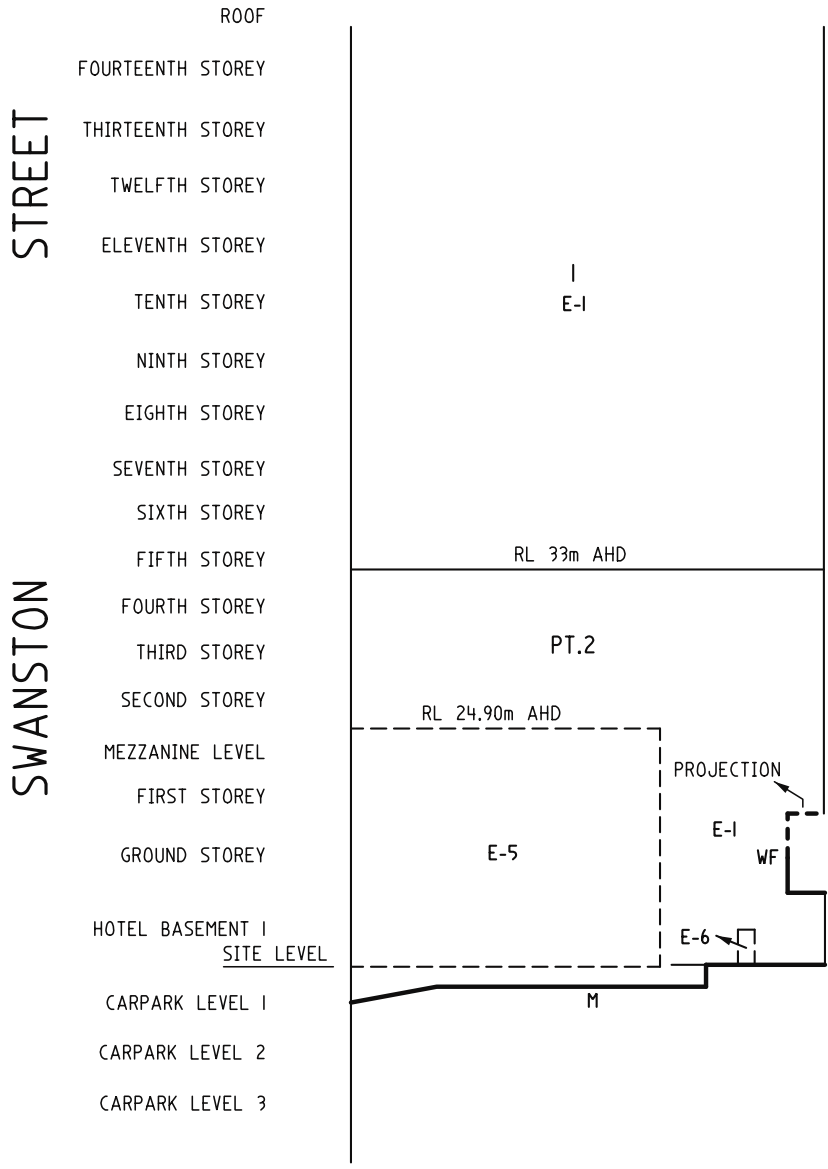 ROOF
FOURTEENTH STOREY
THIRTEENTH STOREY
TWELFTH STOREY
ELEVENTH STOREY
TENTH STOREY
NINTH STOREY
EIGHTH STOREY
SEVENTH STOREY
SIXTH STOREY
FIFTH STOREY
FOURTH STOREY
THIRD STOREY
SECOND STOREY
MEZZANINE LEVEL
FIRST STOREY
GROUND STOREY
HOTEL BASEMENT 1
SITE LEVEL
CARPARK LEVEL 1
CARPARK LEVEL 2
CARPARK LEVEL 3
SWANSTON STREET
1
E-1
RL 33m AHD
PT.2
RL 24.90m AHD
PROJECTION
E-1
WF
E-5
E-6
M